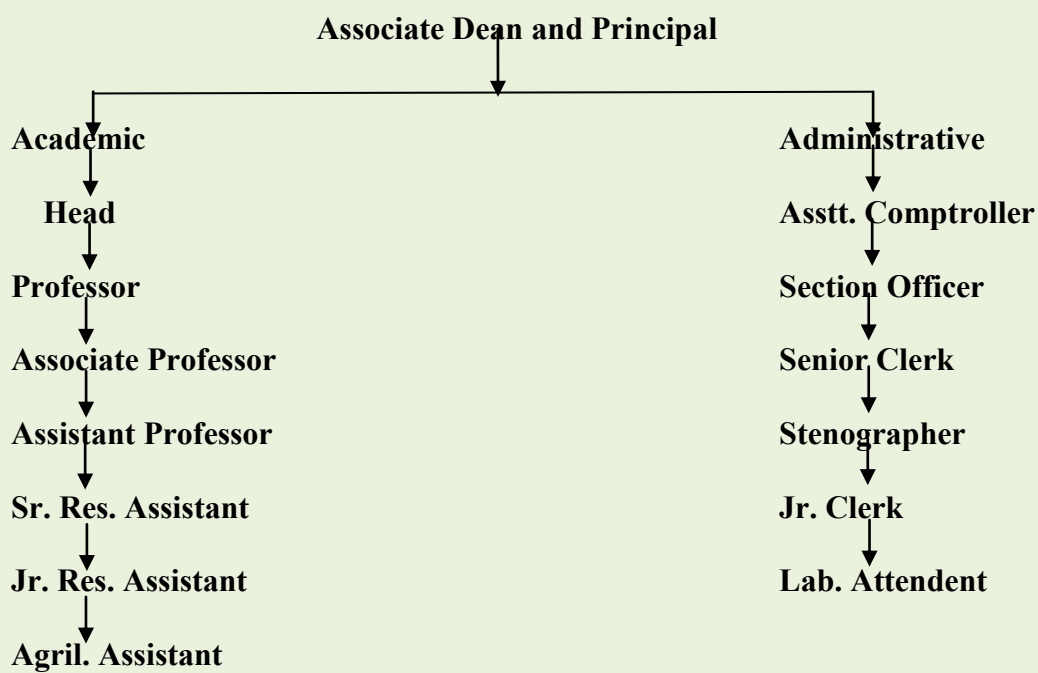 Associate Dean and Principal
Academic Administrative
Head Asstt. Comptroller
Professor Section Officer
Associate Professor Senior Clerk
Assistant Professor Stenographer
Sr. Res. Assistant Jr. Clerk
Jr. Res. Assistant Lab. Attendent
Agril. Assistant